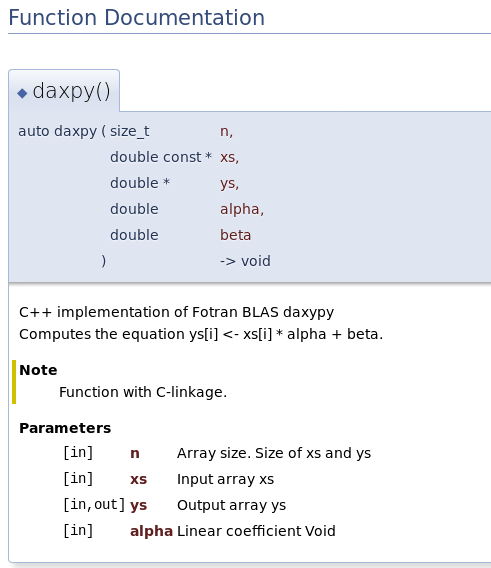 Function Documentation
◆ daxpy()
auto daxpy ( size_t n,
double const * xs,
double * ys,
double alpha,
double beta
) -> void
C++ implementation of Fotran BLAS daxypy
Computes the equation ys[i] <- xs[i] * alpha + beta.
Note
Function with C-linkage.
Parameters
[in] n Array size. Size of xs and ys
[in] xs Input array xs
[in,out] ys Output array ys
[in] alpha Linear coefficient Void